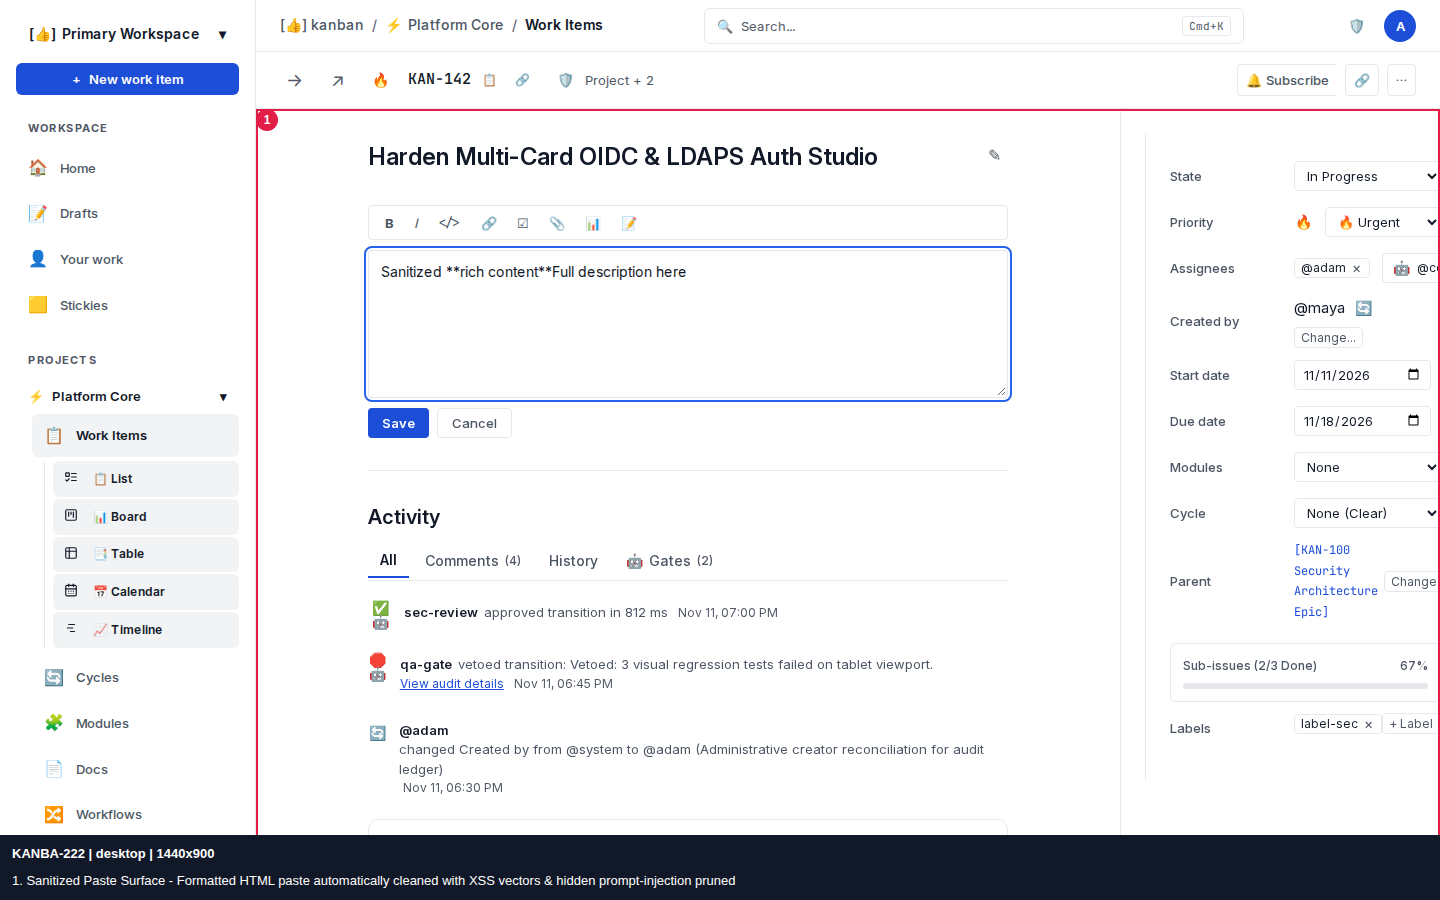 [👍] Primary Workspace ▼
+ New work item
WORKSPACE
🏠 Home
📝 Drafts
👤 Your work
🟨 Stickies
PROJECTS
⚡ Platform Core ▼
📋 Work Items
📋 List
📊 Board
📑 Table
📅 Calendar
📈 Timeline
🔄 Cycles
🧩 Modules
📄 Docs
🔀 Workflows
[👍] kanban / ⚡ Platform Core / Work Items
🔍 Search... Cmd+K
🛡️ A
→ ↗ 🔥 KAN-142 📋 🔗 🛡️ Project + 2
🔔 Subscribe 🔗 ...
1
Harden Multi-Card OIDC & LDAPS Auth Studio ✎
B I </> 🔗 ☑ 📎 📊 📝
Sanitized **rich content**Full description here
Save Cancel
Activity
All Comments (4) History 🤖 Gates (2)
✅ 🤖 sec-review approved transition in 812 ms Nov 11, 07:00 PM
🛑 🤖 qa-gate vetoed transition: Vetoed: 3 visual regression tests failed on tablet viewport.
View audit details Nov 11, 06:45 PM
🔄 @adam
changed Created by from @system to @adam (Administrative creator reconciliation for audit
ledger)
Nov 11, 06:30 PM
State In Progress
Priority 🔥 🔥 Urgent
Assignees @adam × 🤖 @co
Created by @maya 🔄
Change...
Start date 11/11/2026
Due date 11/18/2026
Modules None
Cycle None (Clear)
Parent [KAN-100
Security
Architecture
Epic] Change
Sub-issues (2/3 Done) 67%
Labels label-sec × + Label
KANBA-222 | desktop | 1440x900
1. Sanitized Paste Surface - Formatted HTML paste automatically cleaned with XSS vectors & hidden prompt-injection pruned